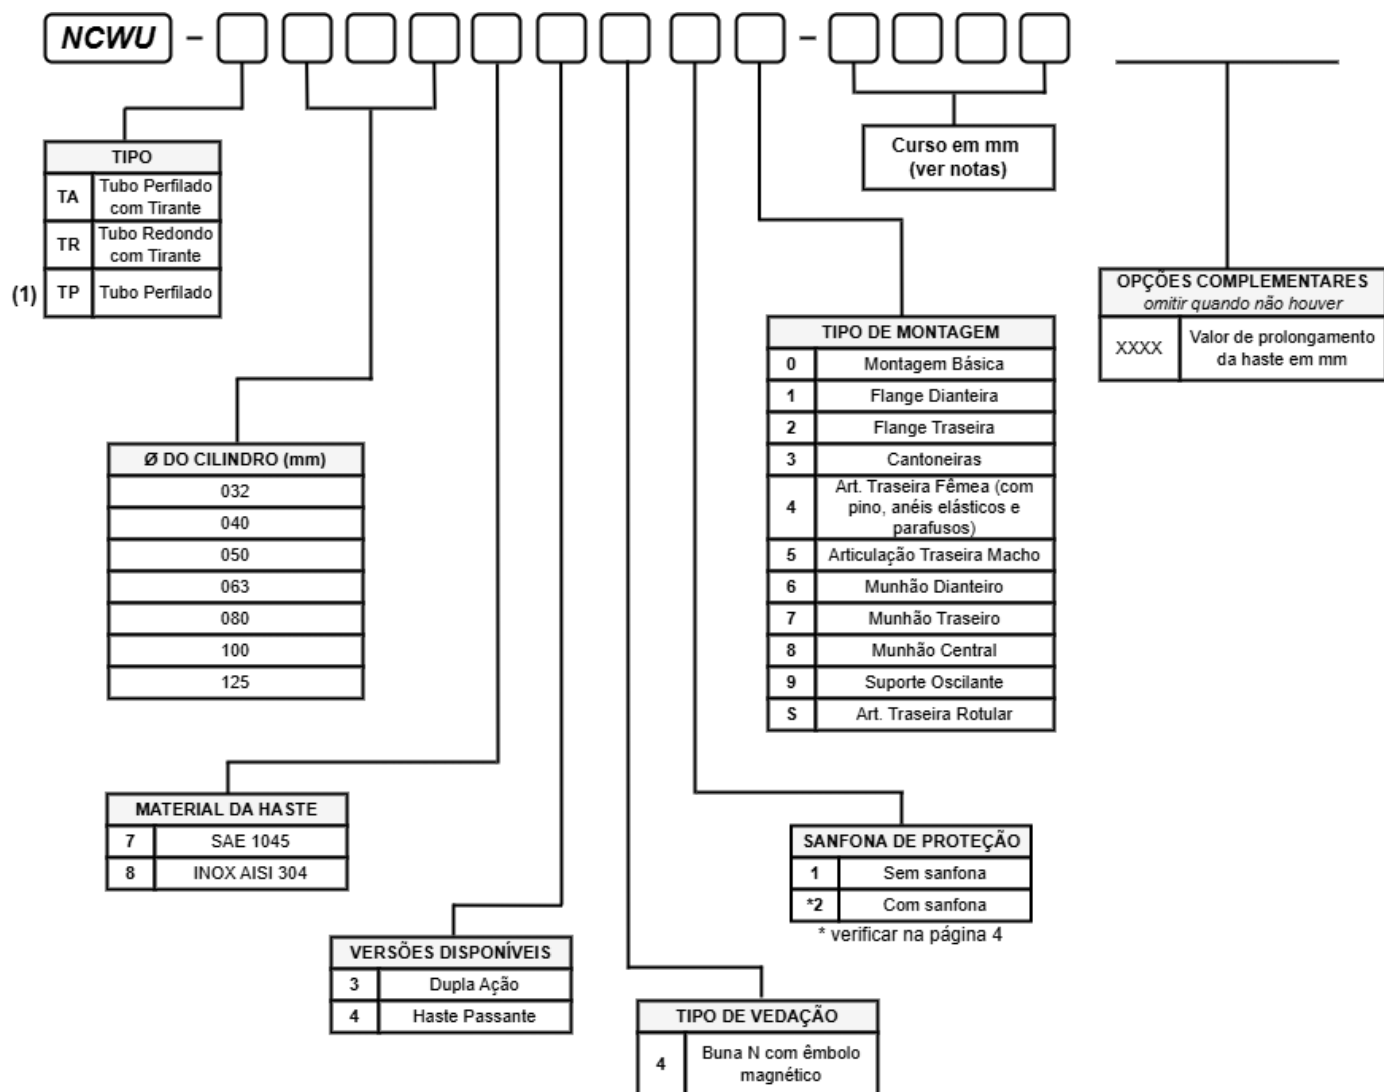 NCWU - -
Curso em mm
(ver notas)
TIPO
TA Tubo Perfilado
com Tirante
TR Tubo Redondo
com Tirante
(1) TP Tubo Perfilado
OPÇÕES COMPLEMENTARES
omitir quando não houver
XXXX Valor de prolongamento
da haste em mm
TIPO DE MONTAGEM
0 Montagem Básica
1 Flange Dianteira
2 Flange Traseira
3 Cantoneiras
4 Art. Traseira Fêmea (com
pino, anéis elásticos e
parafusos)
5 Articulação Traseira Macho
6 Munhão Dianteiro
7 Munhão Traseiro
8 Munhão Central
9 Suporte Oscilante
S Art. Traseira Rotular
Ø DO CILINDRO (mm)
032
040
050
063
080
100
125
MATERIAL DA HASTE
7 SAE 1045
8 INOX AISI 304
SANFONA DE PROTEÇÃO
1 Sem sanfona
*2 Com sanfona
* verificar na página 4
VERSÕES DISPONÍVEIS
3 Dupla Ação
4 Haste Passante
TIPO DE VEDAÇÃO
4 Buna N com êmbolo
magnético